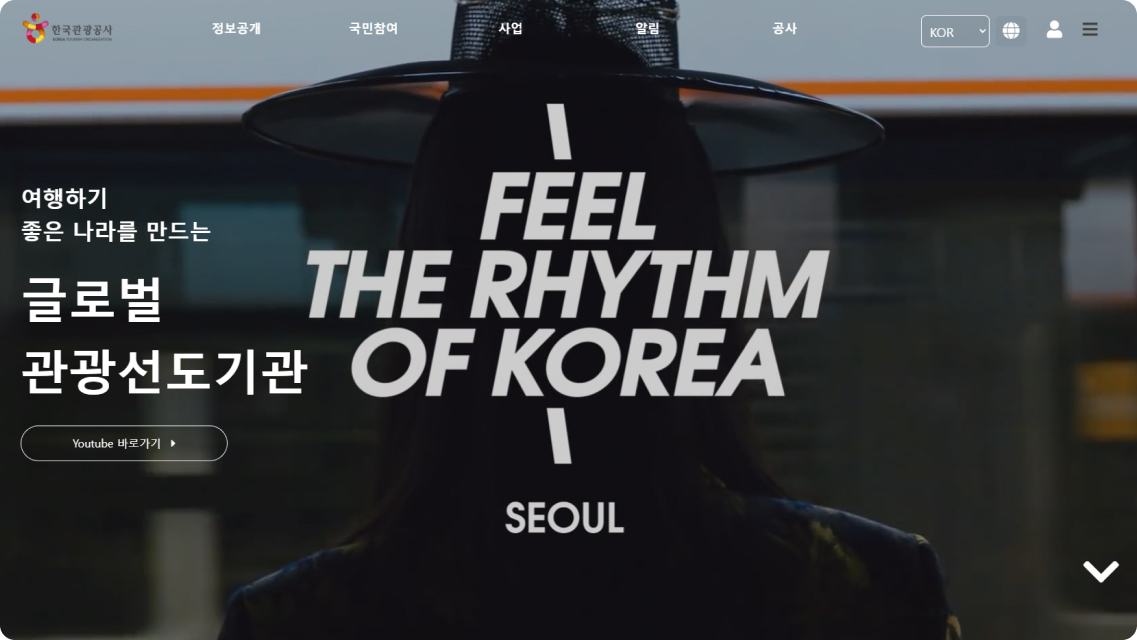 한국관광공사
KOREA TOURISM ORGANIZATION
정보공개
국민참여
사업
알림
공사
KOR
여행하기
좋은 나라를 만드는
글로벌
관광선도기관
Youtube 바로가기
FEEL
THE RHYTHM
OF KOREA
SEOUL